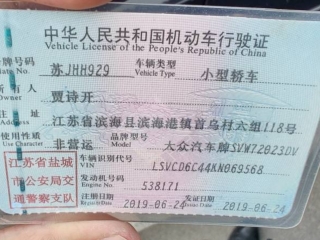 中华人民共和国机动车行驶证
Vehicle License of the People's Republic of China
牌号码 苏JHH929 车辆类型 小型轿车
Plate No. Vehicle Type
所有人 贾诗开
Owner
江苏省滨海县滨海港镇首乌村六组118号
使用性质 非营运 品牌型号 大众汽车牌SVW72023DV
Use Character Model
江苏省盐城 车辆识别代号 LSVCD6C44KN069568
VIN
市公安局交 发动机号码 538171
Engine No.
通警察支队 注册日期 2019-06-24 发证日期 2019-06-24
Register Date Issue Date